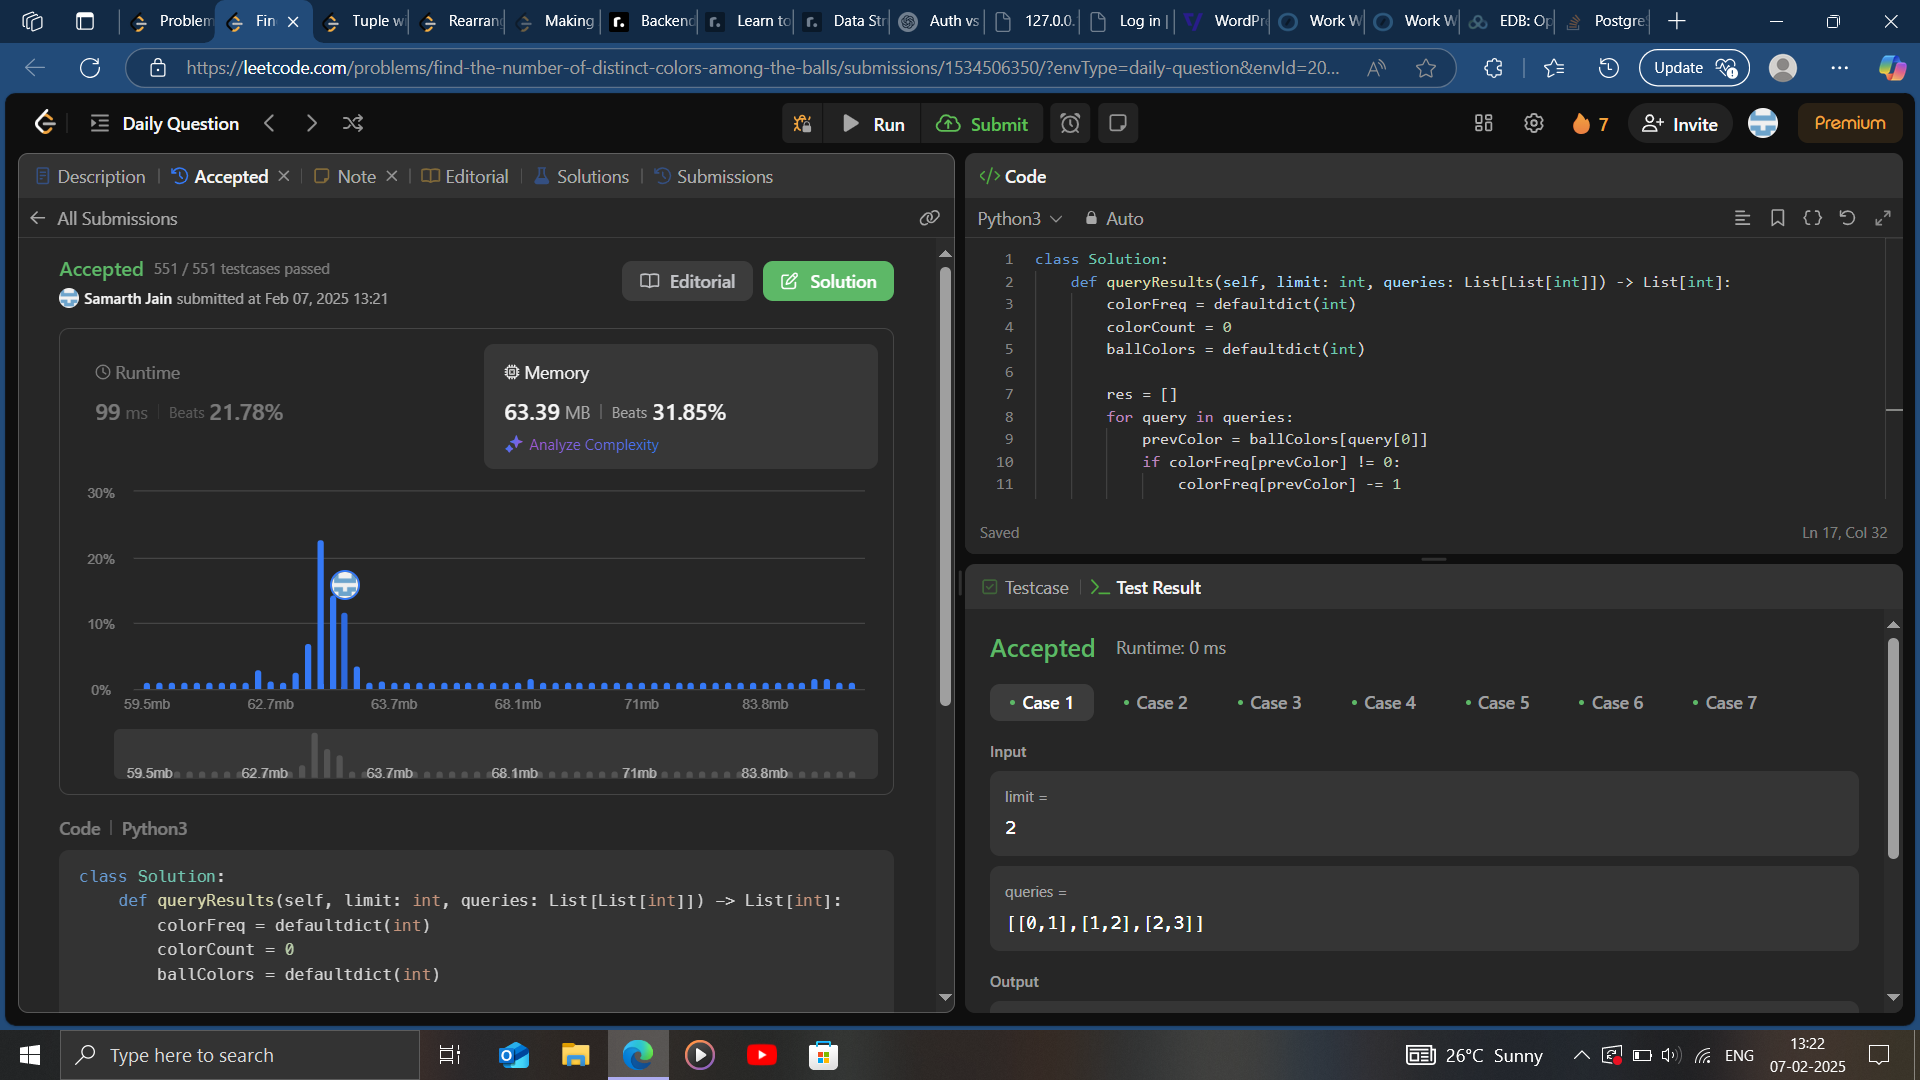 Problem
Fin
Tuple w
Rearran
Making
Backend
Learn to
Data St
Auth vs
127.0.0.
Log in |
WordPr
Work W
Work W
EDB: Op
Postgre
https://leetcode.com/problems/find-the-number-of-distinct-colors-among-the-balls/submissions/1534506350/?envType=daily-question&envId=20...
Update
Daily Question
Run
Submit
7
Invite
Premium
Description
Accepted
Note
Editorial
Solutions
Submissions
All Submissions
Accepted 551 / 551 testcases passed
Samarth Jain submitted at Feb 07, 2025 13:21
Editorial
Solution
Runtime
99 ms | Beats 21.78%
Memory
63.39 MB | Beats 31.85%
Analyze Complexity
30%
20%
10%
0%
59.5mb 62.7mb 63.7mb 68.1mb 71mb 83.8mb
59.5mb 62.7mb 63.7mb 68.1mb 71mb 83.8mb
Code | Python3
class Solution:
    def queryResults(self, limit: int, queries: List[List[int]]) -> List[int]:
        colorFreq = defaultdict(int)
        colorCount = 0
        ballColors = defaultdict(int)
</> Code
Python3
Auto
1 class Solution:
2     def queryResults(self, limit: int, queries: List[List[int]]) -> List[int]:
3         colorFreq = defaultdict(int)
4         colorCount = 0
5         ballColors = defaultdict(int)
6
7         res = []
8         for query in queries:
9             prevColor = ballColors[query[0]]
10             if colorFreq[prevColor] != 0:
11                 colorFreq[prevColor] -= 1
Saved
Ln 17, Col 32
Testcase
Test Result
Accepted Runtime: 0 ms
Case 1
Case 2
Case 3
Case 4
Case 5
Case 6
Case 7
Input
limit =
2
queries =
[[0,1],[1,2],[2,3]]
Output
Type here to search
26°C Sunny
ENG
13:22
07-02-2025